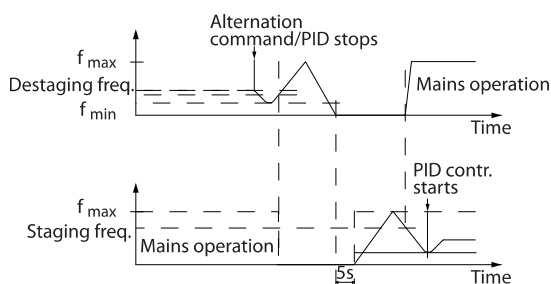 Alternation
command/PID stops
f max
Destaging freq.
f min
Mains operation
Time
PID contr.
starts
f max
Staging freq.
Mains operation
5s
Time